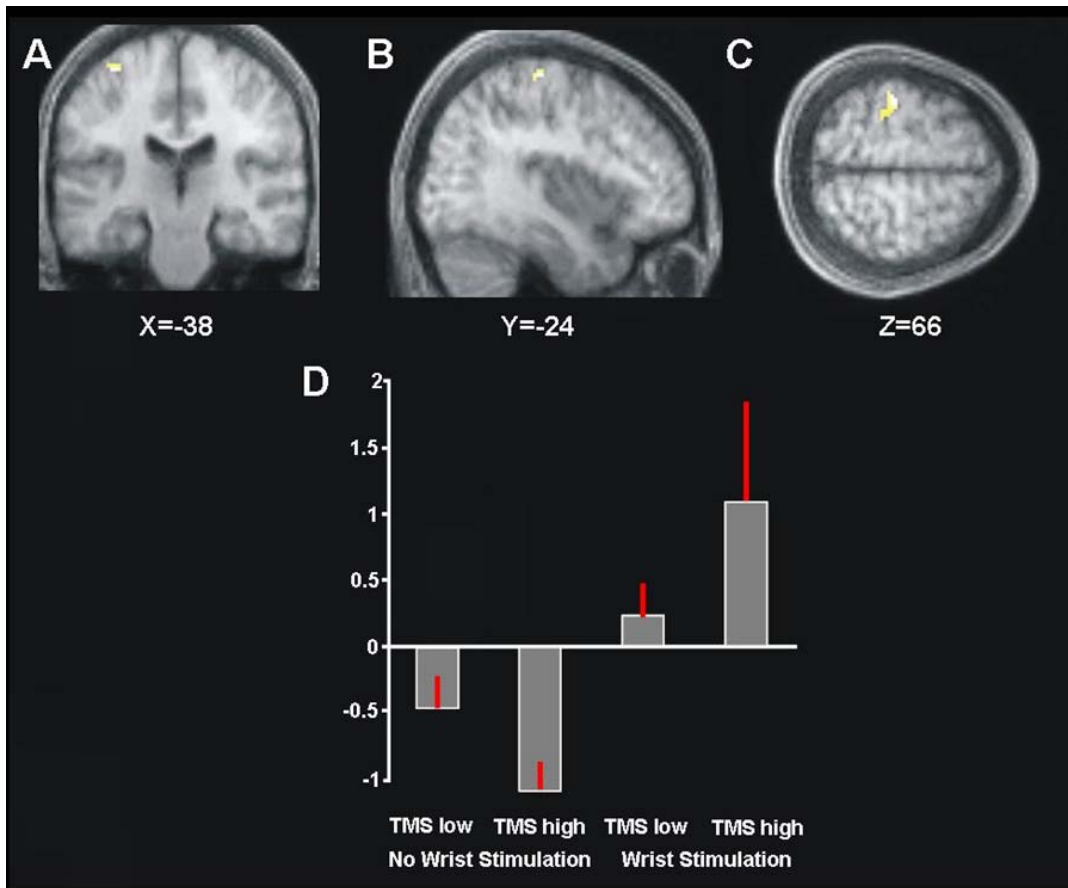 A B C
X=-38 Y=-24 Z=66
D
2
1.5
1
0.5
0
-0.5
-1
TMS low TMS high TMS low TMS high
No Wrist Stimulation Wrist Stimulation